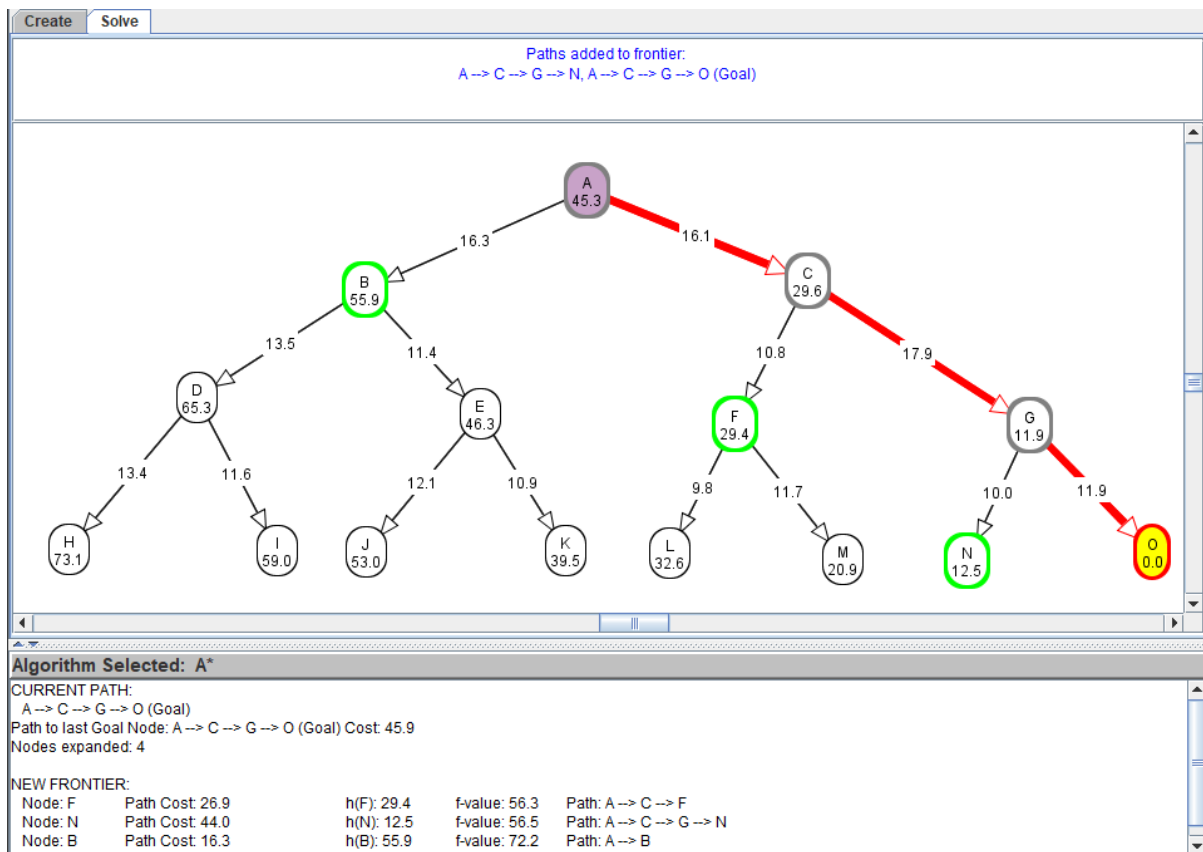 Create Solve
Paths added to frontier:
A --> C --> G --> N, A --> C --> G --> O (Goal)
A
45.3
16.3
16.1
B
55.9
C
29.6
13.5
11.4
10.8
17.9
D
65.3
E
46.3
F
29.4
G
11.9
13.4
11.6
12.1
10.9
9.8
11.7
10.0
11.9
H
73.1
I
59.0
J
53.0
K
39.5
L
32.6
M
20.9
N
12.5
O
0.0
Algorithm Selected: A*
CURRENT PATH:
A --> C --> G --> O (Goal)
Path to last Goal Node: A --> C --> G --> O (Goal) Cost: 45.9
Nodes expanded: 4
NEW FRONTIER:
Node: F Path Cost: 26.9 h(F): 29.4 f-value: 56.3 Path: A --> C --> F
Node: N Path Cost: 44.0 h(N): 12.5 f-value: 56.5 Path: A --> C --> G --> N
Node: B Path Cost: 16.3 h(B): 55.9 f-value: 72.2 Path: A --> B